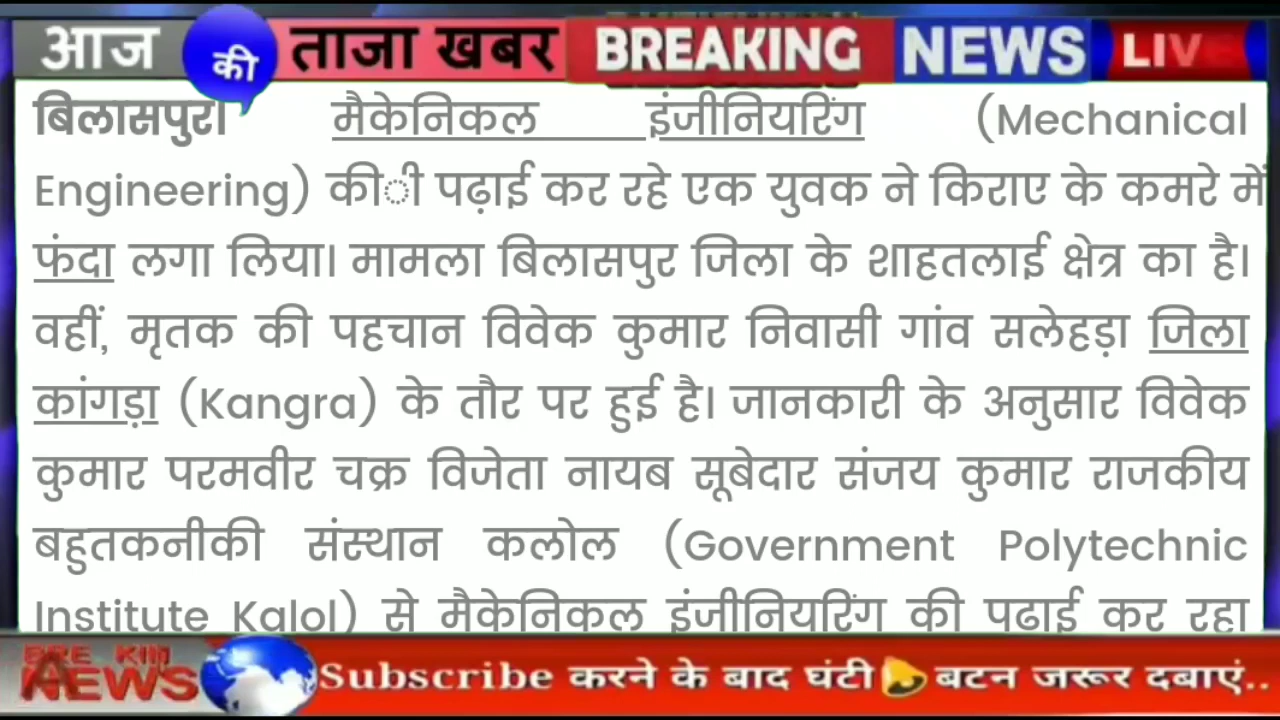 आज की ताजा खबर BREAKING NEWS LIV
बिलासपुर। मैकेनिकल इंजीनियरिंग (Mechanical
Engineering) कीी पढ़ाई कर रहे एक युवक ने किराए के कमरे में
फंदा लगा लिया। मामला बिलासपुर जिला के शाहतलाई क्षेत्र का है।
वहीं, मृतक की पहचान विवेक कुमार निवासी गांव सलेहड़ा जिला
कांगड़ा (Kangra) के तौर पर हुई है। जानकारी के अनुसार विवेक
कुमार परमवीर चक्र विजेता नायब सूबेदार संजय कुमार राजकीय
बहुतकनीकी संस्थान कलोल (Government Polytechnic
Institute Kalol) से मैकेनिकल इंजीनियरिंग की पढाई कर रहा
NEWS Subscribe करने के बाद घंटी बटन जरूर दबाएं..